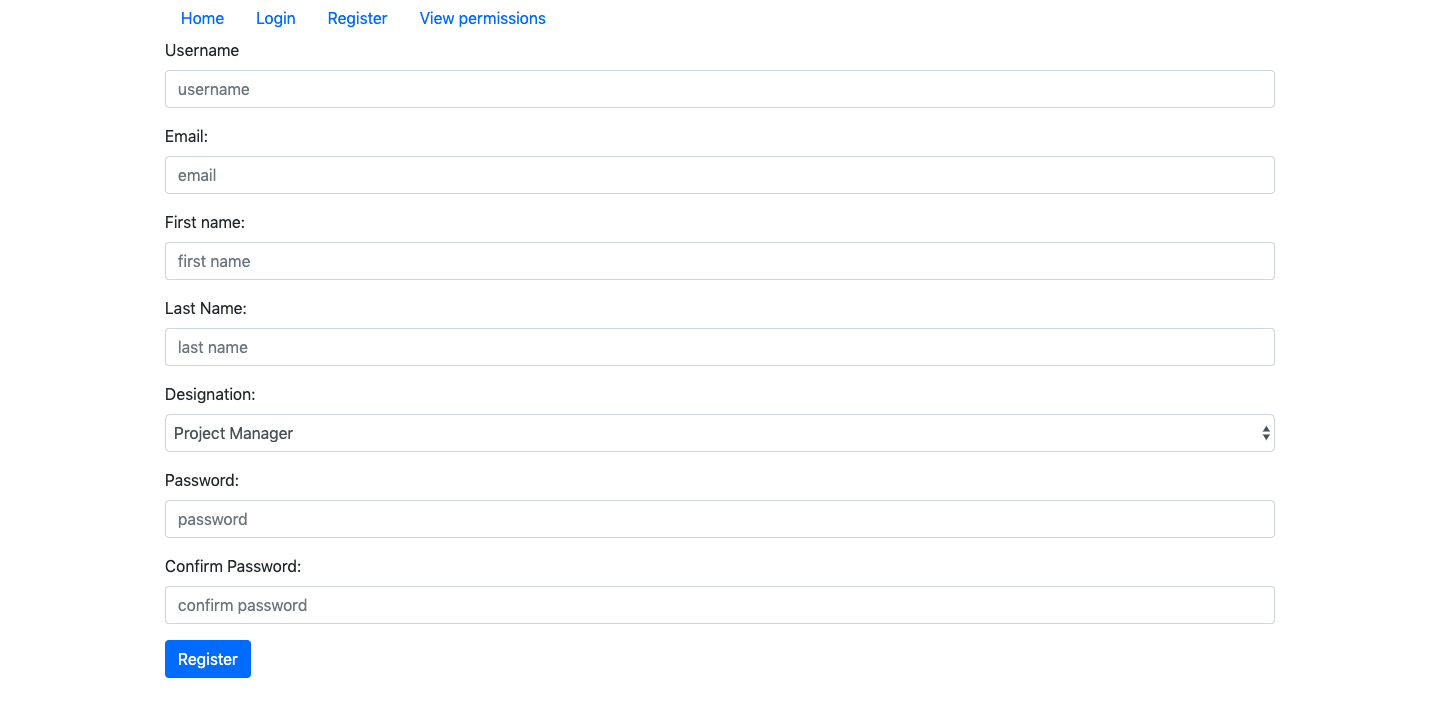 Home Login Register View permissions
Username
username
Email:
email
First name:
first name
Last Name:
last name
Designation:
Project Manager
Password:
password
Confirm Password:
confirm password
Register